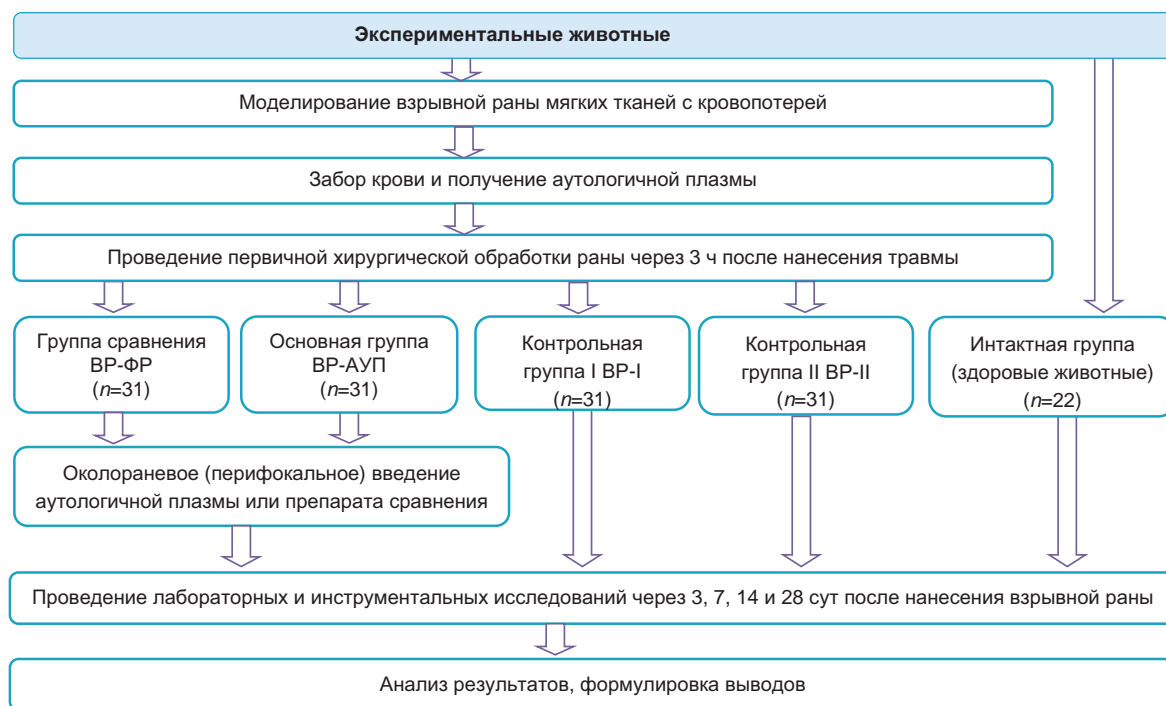 Экспериментальные животные
Моделирование взрывной раны мягких тканей с кровопотерей
Забор крови и получение аутологичной плазмы
Проведение первичной хирургической обработки раны через 3 ч после нанесения травмы
Группа сравнения
ВР-ФР
(n=31)
Основная группа
ВР-АУП
(n=31)
Контрольная
группа I ВР-I
(n=31)
Контрольная
группа II ВР-II
(n=31)
Интактная группа
(здоровые животные)
(n=22)
Околораневое (перифокальное) введение
аутологичной плазмы или препарата сравнения
Проведение лабораторных и инструментальных исследований через 3, 7, 14 и 28 сут после нанесения взрывной раны
Анализ результатов, формулировка выводов